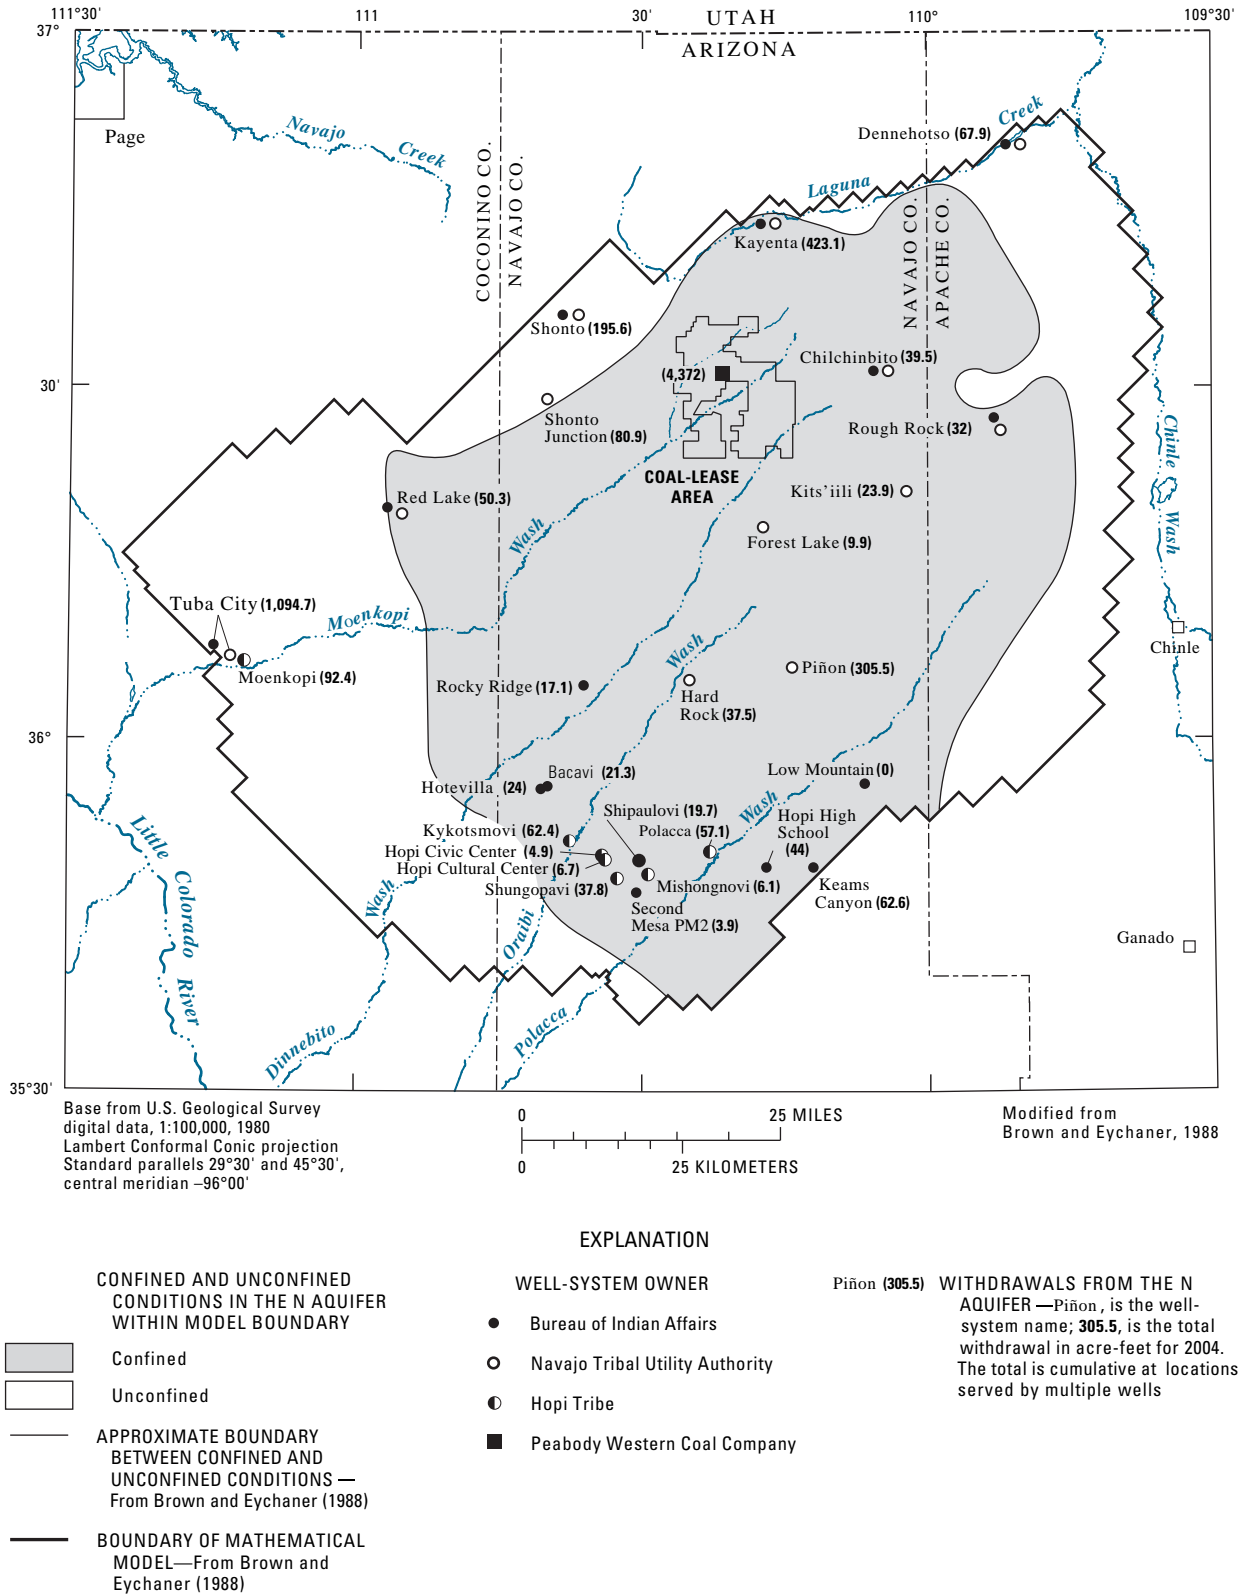 111°30'
111
30'
UTAH
110°
109°30'
37°
ARIZONA
Page
Navajo
Creek
COCONINO CO.
NAVAJO CO.
Creek
Dennehotso (67.9)
Laguna
NAVAJO CO.
APACHE CO.
Kayenta (423.1)
Shonto (195.6)
Chilchinbito (39.5)
(4,372)
30'
Shonto
Junction (80.9)
Rough Rock (32)
Chinle
Wash
COAL-LEASE
AREA
Kits'iili (23.9)
Red Lake (50.3)
Wash
Forest Lake (9.9)
Tuba City (1,094.7)
Moenkopi
Wash
Chinle
Moenkopi (92.4)
Rocky Ridge (17.1)
Piñon (305.5)
Hard
Rock (37.5)
36°
Bacavi (21.3)
Low Mountain (0)
Hotevilla (24)
Shipaulovi (19.7)
Wash
Hopi High
School
(44)
Kykotsmovi (62.4)
Polacca (57.1)
Hopi Civic Center (4.9)
Hopi Cultural Center (6.7)
Shungopavi (37.8)
Mishongnovi (6.1)
Keams
Canyon (62.6)
Second
Mesa PM2 (3.9)
Little
Colorado
River
Wash
Oraibi
Ganado
Polacca
Dinnebito
35°30'
Base from U.S. Geological Survey
digital data, 1:100,000, 1980
Lambert Conformal Conic projection
Standard parallels 29°30' and 45°30',
central meridian –96°00'
0 25 MILES
0 25 KILOMETERS
Modified from
Brown and Eychaner, 1988
EXPLANATION
CONFINED AND UNCONFINED
CONDITIONS IN THE N AQUIFER
WITHIN MODEL BOUNDARY
Confined
Unconfined
APPROXIMATE BOUNDARY
BETWEEN CONFINED AND
UNCONFINED CONDITIONS —
From Brown and Eychaner (1988)
BOUNDARY OF MATHEMATICAL
MODEL—From Brown and
Eychaner (1988)
WELL-SYSTEM OWNER
Bureau of Indian Affairs
Navajo Tribal Utility Authority
Hopi Tribe
Peabody Western Coal Company
Piñon (305.5) WITHDRAWALS FROM THE N
AQUIFER —Piñon, is the well-
system name; 305.5, is the total
withdrawal in acre-feet for 2004.
The total is cumulative at locations
served by multiple wells